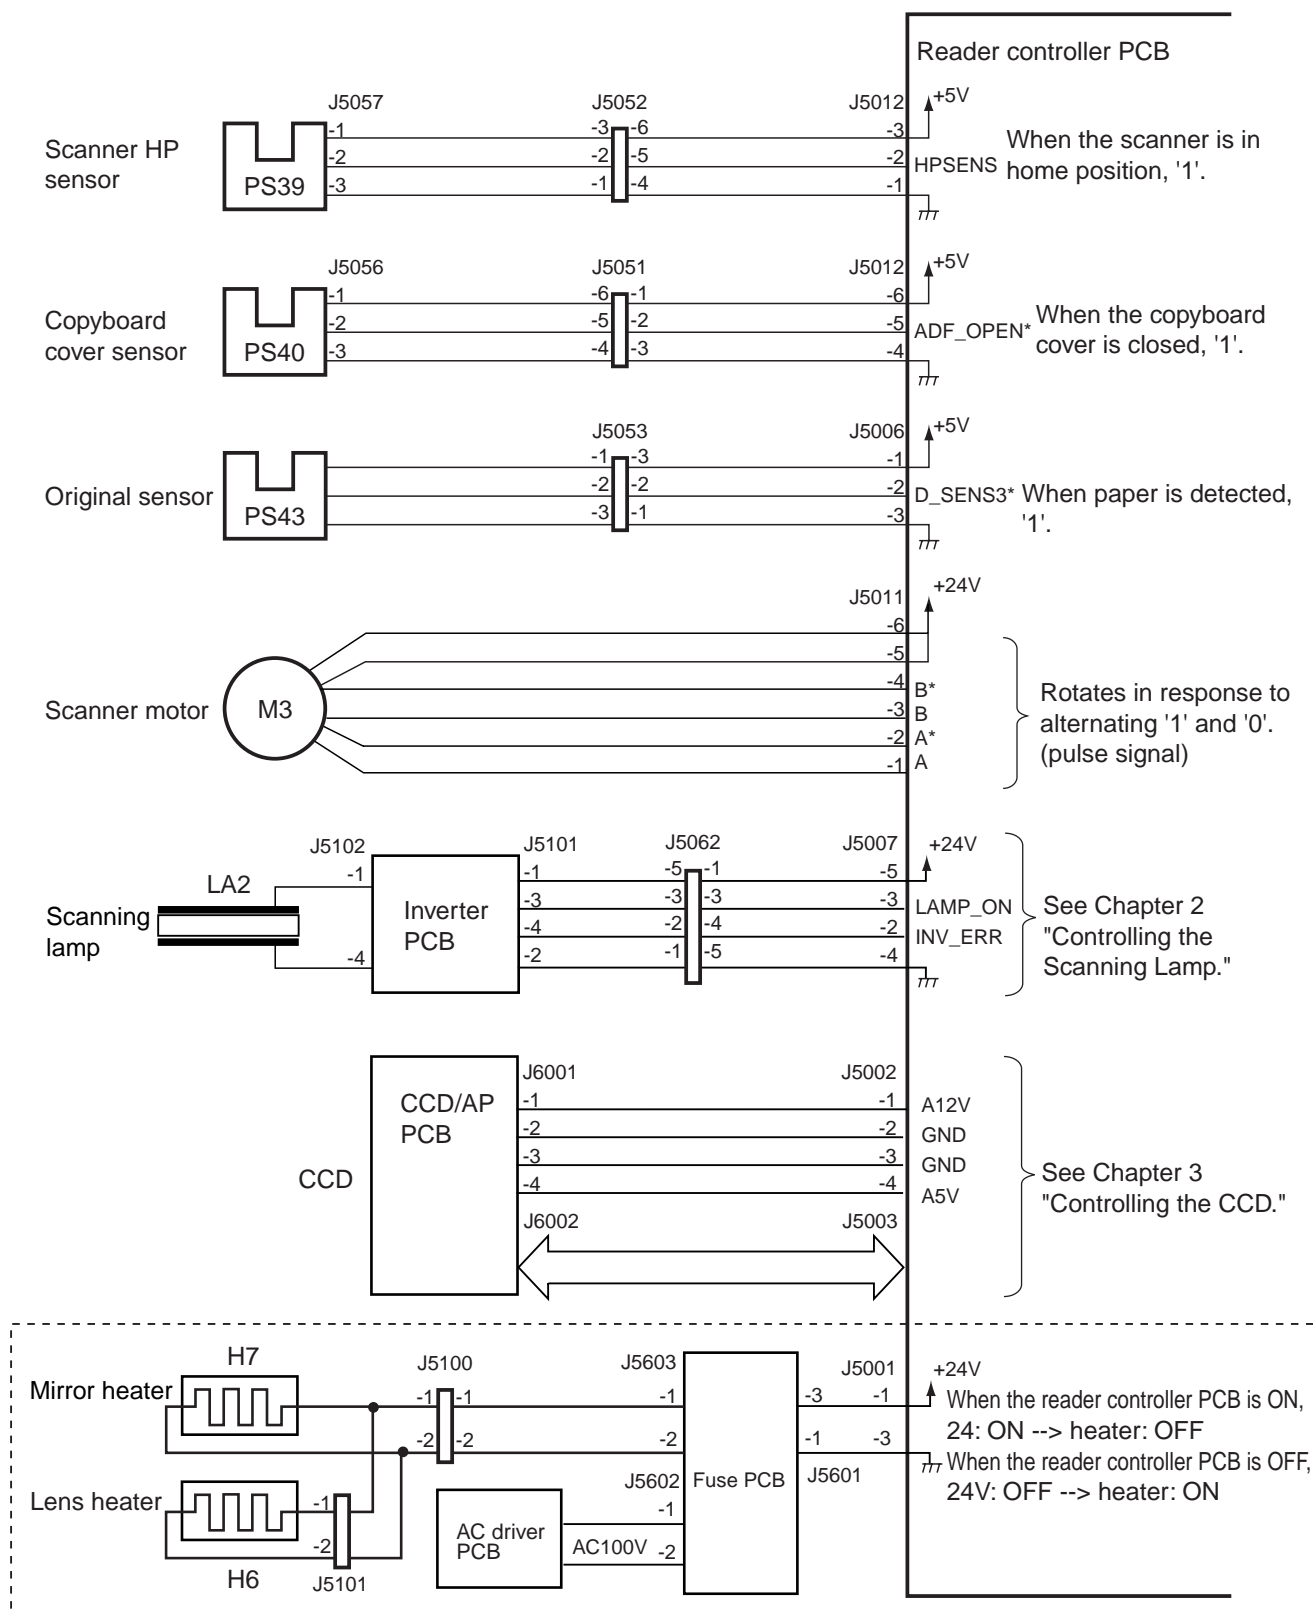 Reader controller PCB
J5057 J5052 J5012 +5V
-1 -3 -6 -3
Scanner HP
sensor
-2 -2 -5 -2 HPSENS
When the scanner is in
home position, '1'.
PS39 -3 -1 -4 -1
J5056 J5051 J5012 +5V
-1 -6 -1 -6
Copyboard
cover sensor
-2 -5 -2 -5 ADF_OPEN*
When the copyboard
cover is closed, '1'.
PS40 -3 -4 -3 -4
J5053 J5006 +5V
-1 -3 -1
Original sensor -2 -2 -2 D_SENS3* When paper is detected,
'1'.
PS43 -3 -1 -3
J5011 +24V
-6
-5
-4 B*
Scanner motor M3 -3 B
-2 A*
-1 A
Rotates in response to
alternating '1' and '0'.
(pulse signal)
J5102 J5101 J5062 J5007 +24V
-1 -1 -5 -1 -5
LA2
Scanning
lamp
Inverter
PCB
-3 -3 -3 -3 LAMP_ON
-4 -2 -4 -2 INV_ERR
-4 -2 -1 -5 -4
See Chapter 2
"Controlling the
Scanning Lamp."
J6001 J5002
CCD/AP
PCB
-1 -1 A12V
-2 -2 GND
-3 -3 GND
-4 -4 A5V
CCD
J6002 J5003
See Chapter 3
"Controlling the CCD."
H7 J5100 J5603 J5001 +24V
Mirror heater -1 -1 -1 -3 -1
-2 -2 -2 -1 -3
When the reader controller PCB is ON,
24: ON --> heater: OFF
When the reader controller PCB is OFF,
24V: OFF --> heater: ON
J5602 Fuse PCB J5601
Lens heater -1
-2
H6 J5101
AC driver
PCB
-1
AC100V -2